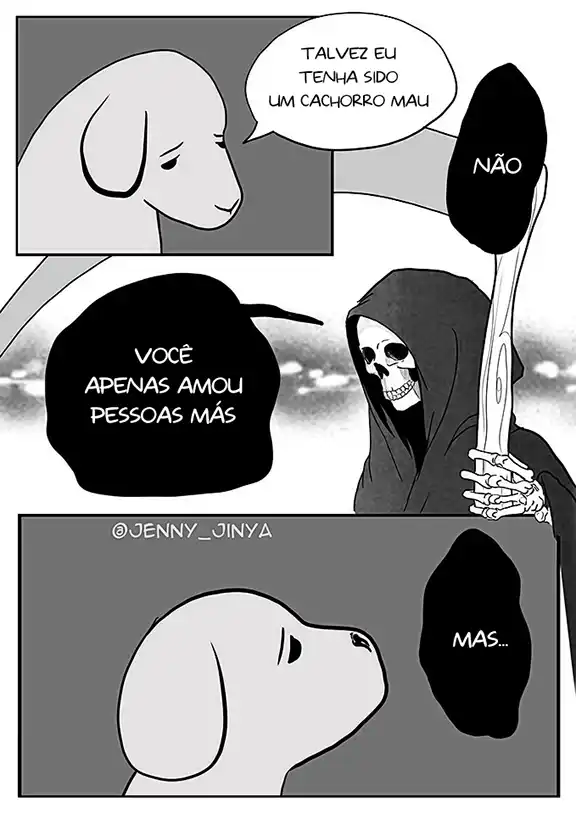 TALVEZ EU
TENHA SIDO
UM CACHORRO MAU
NÃO
VOCÊ
APENAS AMOU
PESSOAS MÁS
@JENNY_JINYA
MAS...